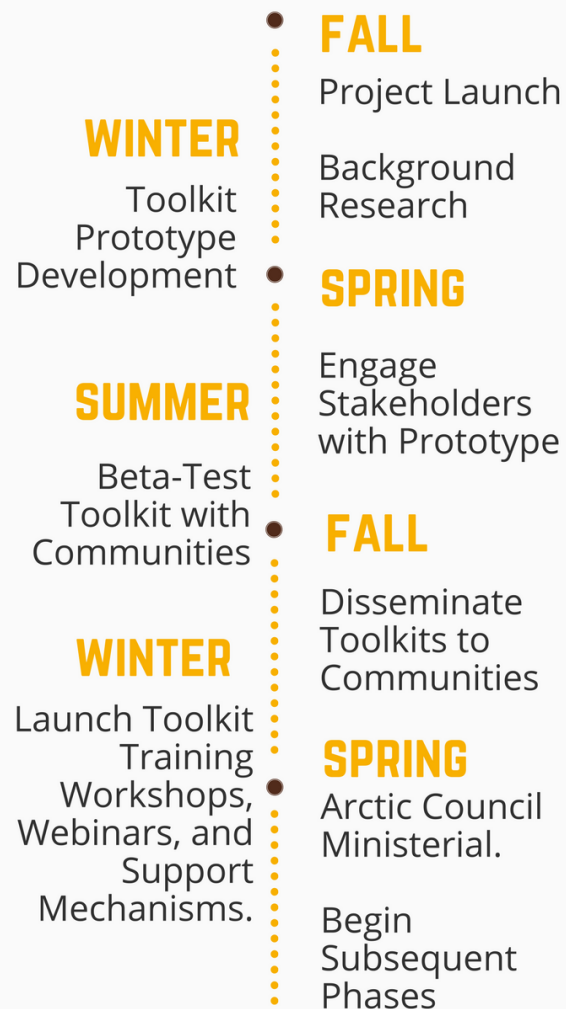 FALL
Project Launch
Background
Research
WINTER
Toolkit
Prototype
Development
SPRING
Engage
Stakeholders
with Prototype
SUMMER
Beta-Test
Toolkit with
Communities
FALL
Disseminate
Toolkits to
Communities
WINTER
Launch Toolkit
Training
Workshops,
Webinars, and
Support
Mechanisms.
SPRING
Arctic Council
Ministerial.
Begin
Subsequent
Phases